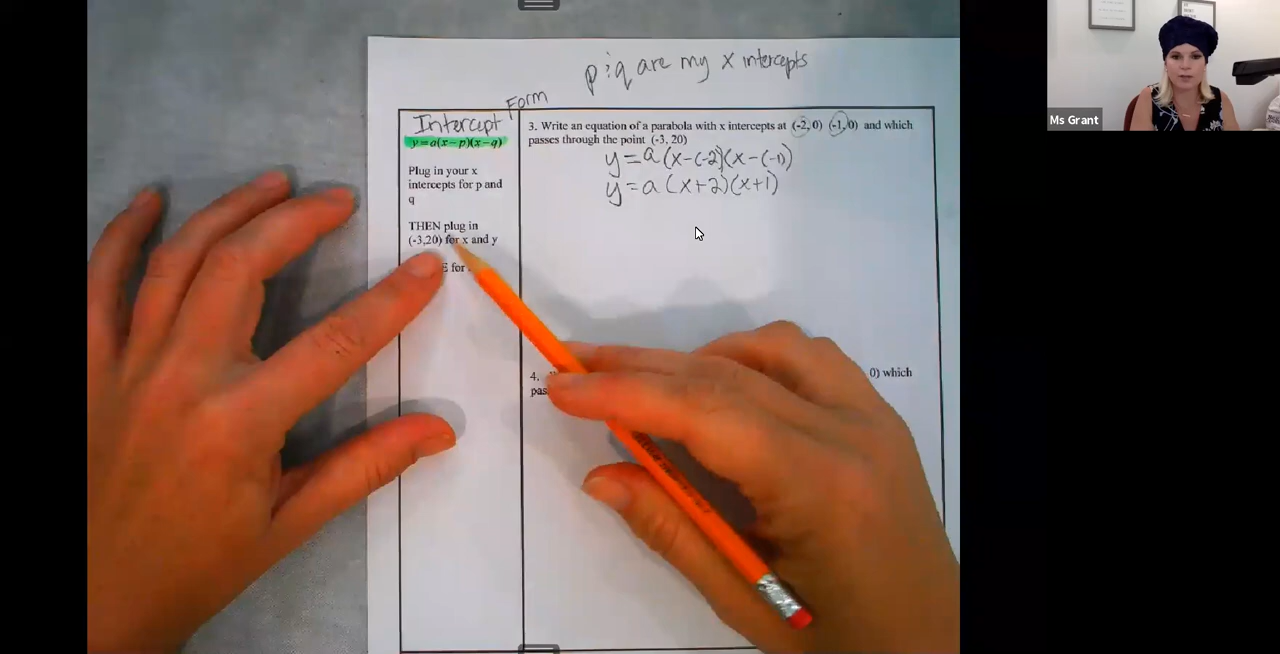 p & q are my x intercepts
Form
Intercept
y=a(x−p)(x−q)
Plug in your x
intercepts for p and
q
THEN plug in
(-3,20) for x and y
E for
3. Write an equation of a parabola with x intercepts at (-2, 0) (-1, 0) and which
passes through the point (-3, 20)
y=a(x-(-2)(x-(-1))
y=a(x+2)(x+1)
4.
0) which
pas
Ms Grant